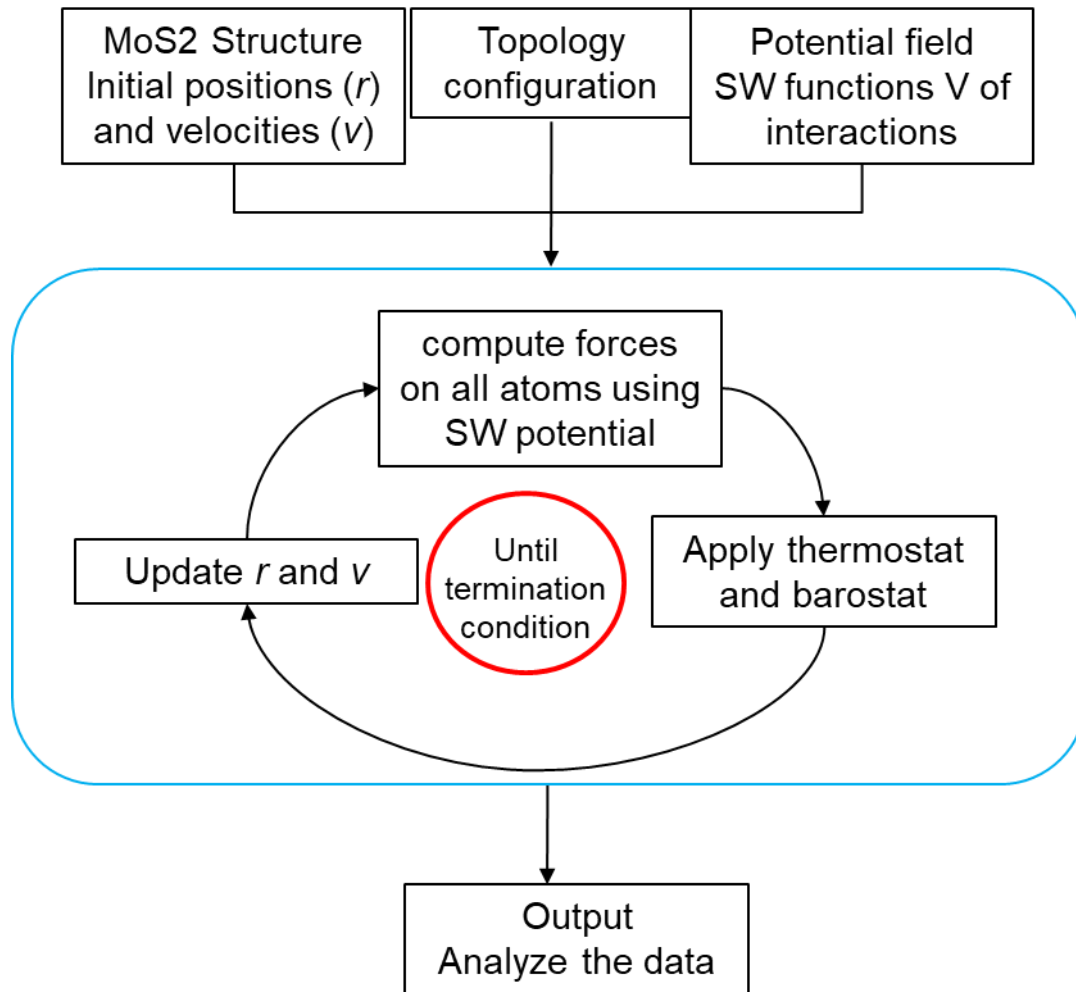 MoS2 Structure
Initial positions (r)
and velocities (v)
Topology
configuration
Potential field
SW functions V of
interactions
compute forces
on all atoms using
SW potential
Apply thermostat
and barostat
Until
termination
condition
Update r and v
Output
Analyze the data